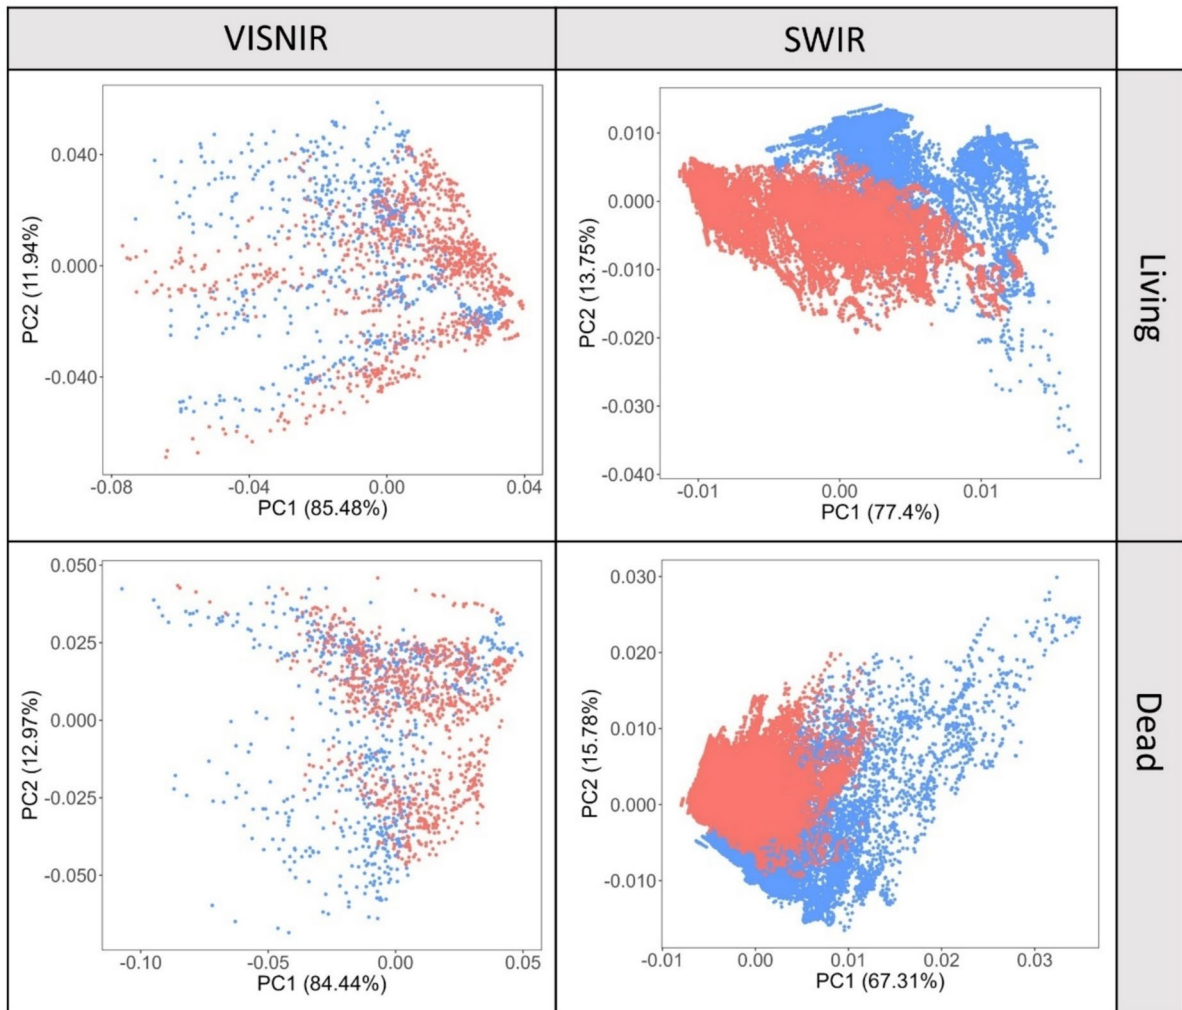 VISNIR
SWIR
0.040
0.000
-0.040
PC2 (11.94%)
-0.08
-0.04
0.00
0.04
PC1 (85.48%)
0.010
0.000
-0.010
-0.020
-0.030
-0.040
PC2 (13.75%)
-0.01
0.00
0.01
PC1 (77.4%)
Living
0.050
0.025
0.000
-0.025
-0.050
PC2 (12.97%)
-0.10
-0.05
0.00
0.05
PC1 (84.44%)
0.030
0.020
0.010
0.000
-0.010
PC2 (15.78%)
-0.01
0.00
0.01
0.02
0.03
PC1 (67.31%)
Dead